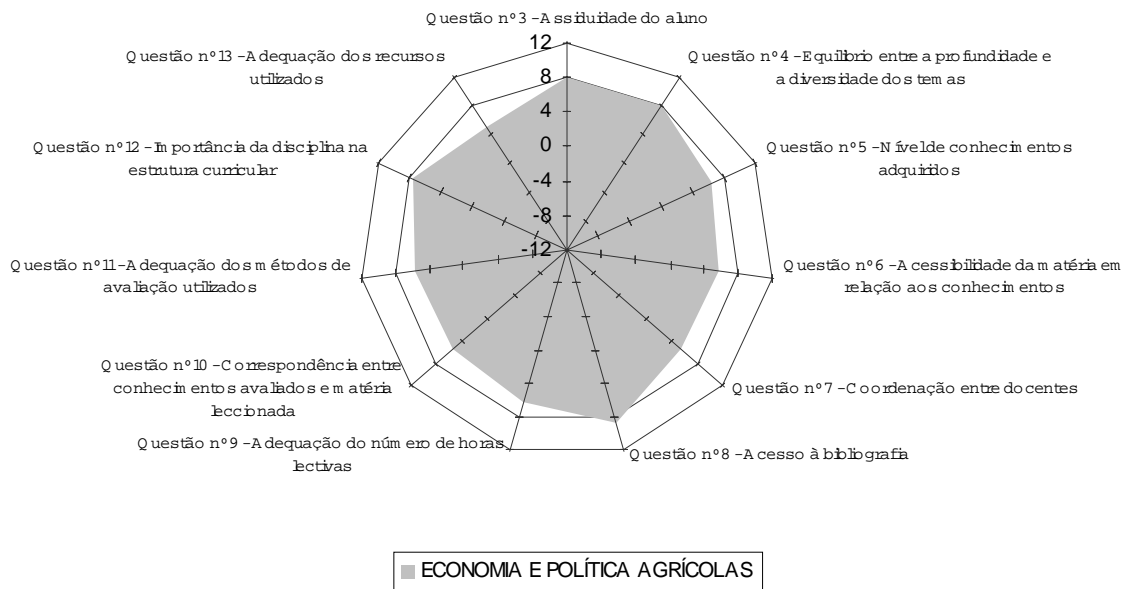 Questão nº3 - Assiduidade do aluno
Questão nº4 - Equilíbrio entre a profundidade e
a diversidade dos temas
Questão nº5 - Nível de conhecimentos
adquiridos
Questão nº6 - Acessibilidade da matéria em
relação aos conhecimentos
Questão nº7 - Coordenação entre docentes
Questão nº8 - Acesso à bibliografia
Questão nº9 - Adequação do número de horas
lectivas
Questão nº10 - Correspondência entre
conhecimentos avaliados e matéria
leccionada
Questão nº11 - Adequação dos métodos de
avaliação utilizados
Questão nº12 - Importância da disciplina na
estrutura curricular
Questão nº13 - Adequação dos recursos
utilizados
12
8
4
0
-4
-8
-12
ECONOMIA E POLÍTICA AGRÍCOLAS